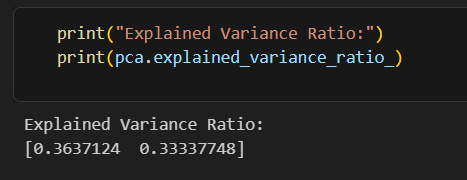 print("Explained Variance Ratio:")
print(pca.explained_variance_ratio_)
Explained Variance Ratio:
[0.3637124  0.33337748]